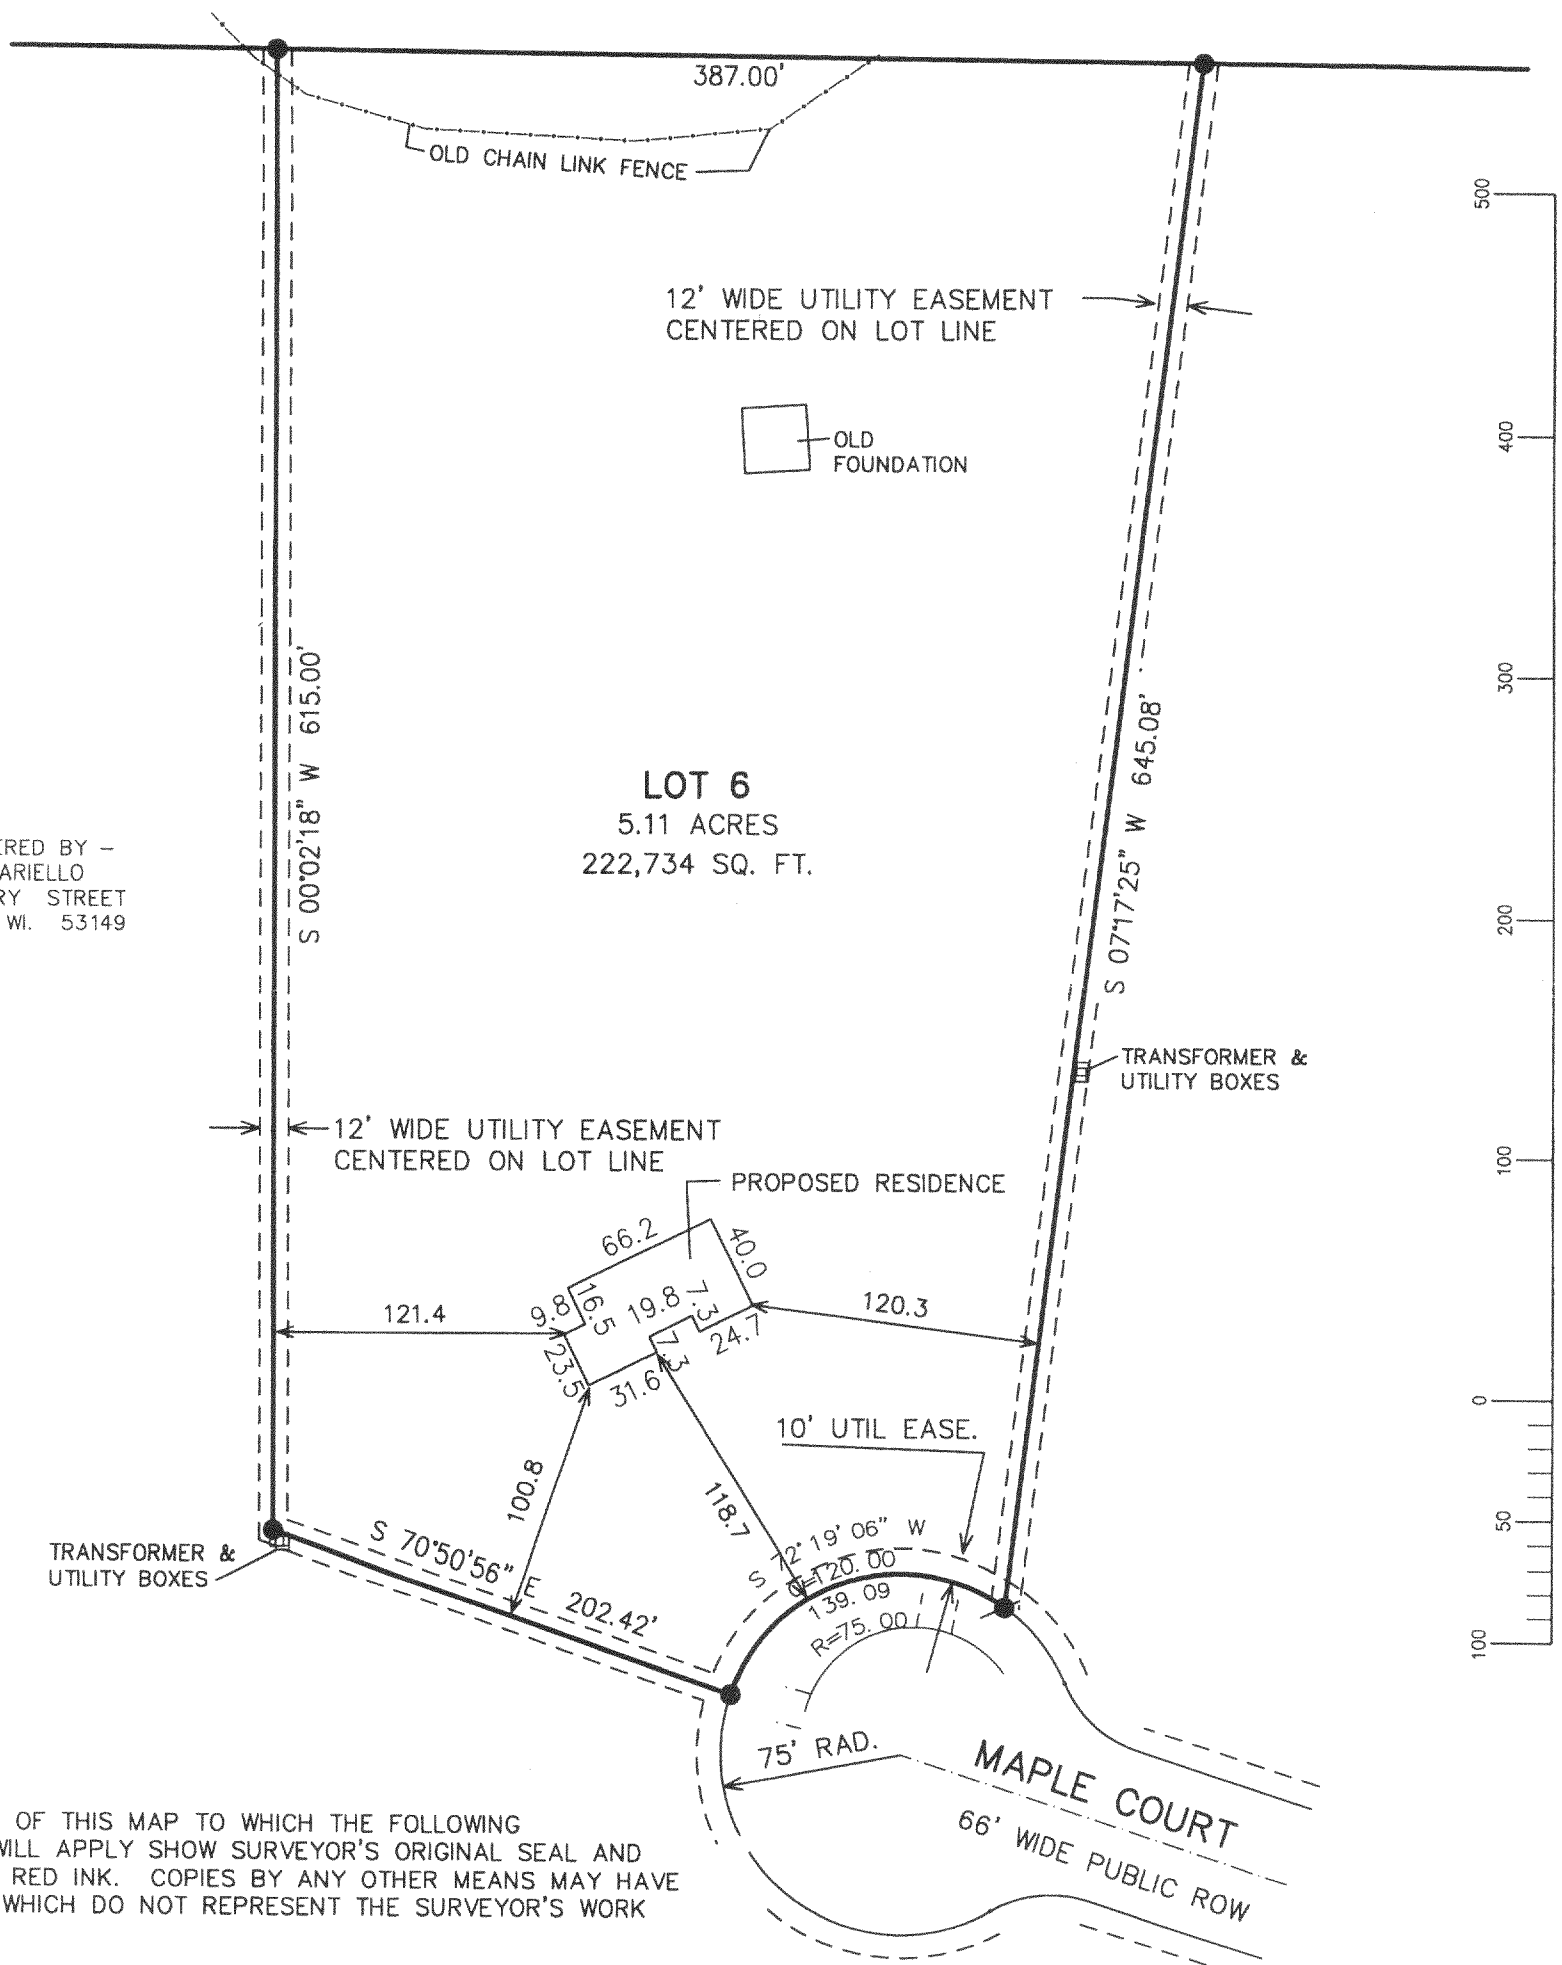 387.00'
OLD CHAIN LINK FENCE
500
12' WIDE UTILITY EASEMENT
CENTERED ON LOT LINE
OLD
FOUNDATION
400
300
S 00°02'18" W 615.00'
S 07°17'25" W 645.08'
LOT 6
5.11 ACRES
222,734 SQ. FT.
ERED BY –
ARIELLO
RY STREET
WI. 53149
200
TRANSFORMER &
UTILITY BOXES
12' WIDE UTILITY EASEMENT
CENTERED ON LOT LINE
100
PROPOSED RESIDENCE
66.2
40.0
9.8
16.5
19.8
7.3
24.7
121.4
120.3
23.5
31.6
7.3
0
10' UTIL EASE.
100.8
118.7
50
S 70°50'56" E 202.42'
TRANSFORMER &
UTILITY BOXES
S 72° 19' 06" W
C=120.00
139.09
R=75.00
100
75' RAD.
MAPLE COURT
66' WIDE PUBLIC ROW
OF THIS MAP TO WHICH THE FOLLOWING
WILL APPLY SHOW SURVEYOR'S ORIGINAL SEAL AND
RED INK. COPIES BY ANY OTHER MEANS MAY HAVE
WHICH DO NOT REPRESENT THE SURVEYOR'S WORK